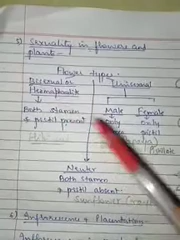 5) Sexuality in flowers and
plant:-
Flower types:-
Bisexual or Unisexual
Hermaphrodite
Male Female
Both stamen Only Only
& pistil present pistil
Neuter
Both Stamen
& pistil absent.
6) Inflorescence & Placentation